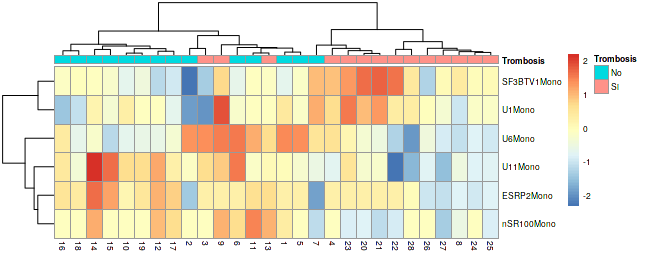 Trombosis
SF3BTV1Mono
U1Mono
U6Mono
U11Mono
ESRP2Mono
nSR100Mono
16 18 14 15 10 19 12 17 2 3 9 6 11 13 1 5 7 4 23 20 21 22 28 26 27 8 24 25
2
1
0
-1
-2
Trombosis
No
SI